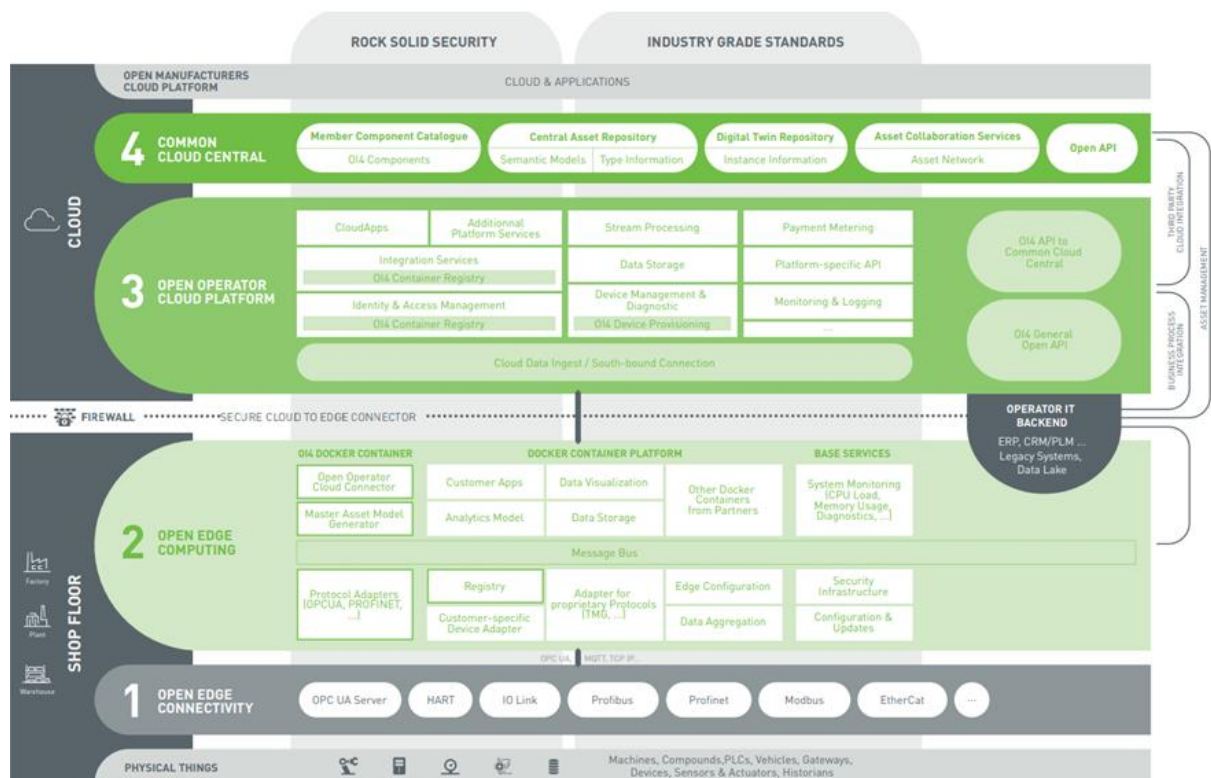 ROCK SOLID SECURITY
INDUSTRY GRADE STANDARDS
OPEN MANUFACTURERS
CLOUD PLATFORM
CLOUD & APPLICATIONS
4
COMMON
CLOUD CENTRAL
Member Component Catalogue
OI4 Components
Central Asset Repository
Semantic Models
Type Information
Digital Twin Repository
Instance Information
Asset Collaboration Services
Asset Network
Open API
CLOUD
3
OPEN OPERATOR
CLOUD PLATFORM
CloudApps
Additionnal
Platform Services
Stream Processing
Payment Metering
Integration Services
OI4 Container Registry
Data Storage
Platform-specific API
Identity & Access Management
OI4 Container Registry
Device Management &
Diagnostic
OI4 Device Provisioning
Monitoring & Logging
...
Cloud Data Ingest / South-bound Connection
OI4 API to
Common Cloud
Central
OI4 General
Open API
THIRD PARTY
CLOUD INTEGRATION
BUSINESS PROCESS
INTEGRATION
ASSET MANAGEMENT
FIREWALL
SECURE CLOUD TO EDGE CONNECTOR
OPERATOR IT
BACKEND
ERP, CRM/PLM ...
Legacy Systems,
Data Lake
SHOP FLOOR
Factory
Plant
Warehouse
2
OPEN EDGE
COMPUTING
OI4 DOCKER CONTAINER
DOCKER CONTAINER PLATFORM
BASE SERVICES
Open Operator
Cloud Connector
Customer Apps
Data Visualization
Other Docker
Containers
from Partners
System Monitoring
(CPU Load,
Memory Usage,
Diagnostics, ...)
Master Asset Model
Generator
Analytics Model
Data Storage
Message Bus
Protocol Adapters
(OPCUA, PROFINET,
...)
Registry
Customer-specific
Device Adapter
Adapter for
proprietary Protocols
(TMG, ...)
Edge Configuration
Data Aggregation
Security
Infrastructure
Configuration &
Updates
OPC UA, MQTT, TCP IP...
1
OPEN EDGE
CONNECTIVITY
OPC UA Server
HART
IO Link
Profibus
Profinet
Modbus
EtherCat
...
PHYSICAL THINGS
Machines, Compounds,PLCs, Vehicles, Gateways,
Devices, Sensors & Actuators, Historians